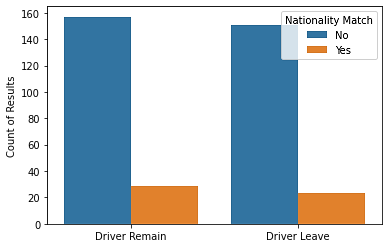 Nationality Match
No
Yes
Count of Results
160
140
120
100
80
60
40
20
0
Driver Remain
Driver Leave